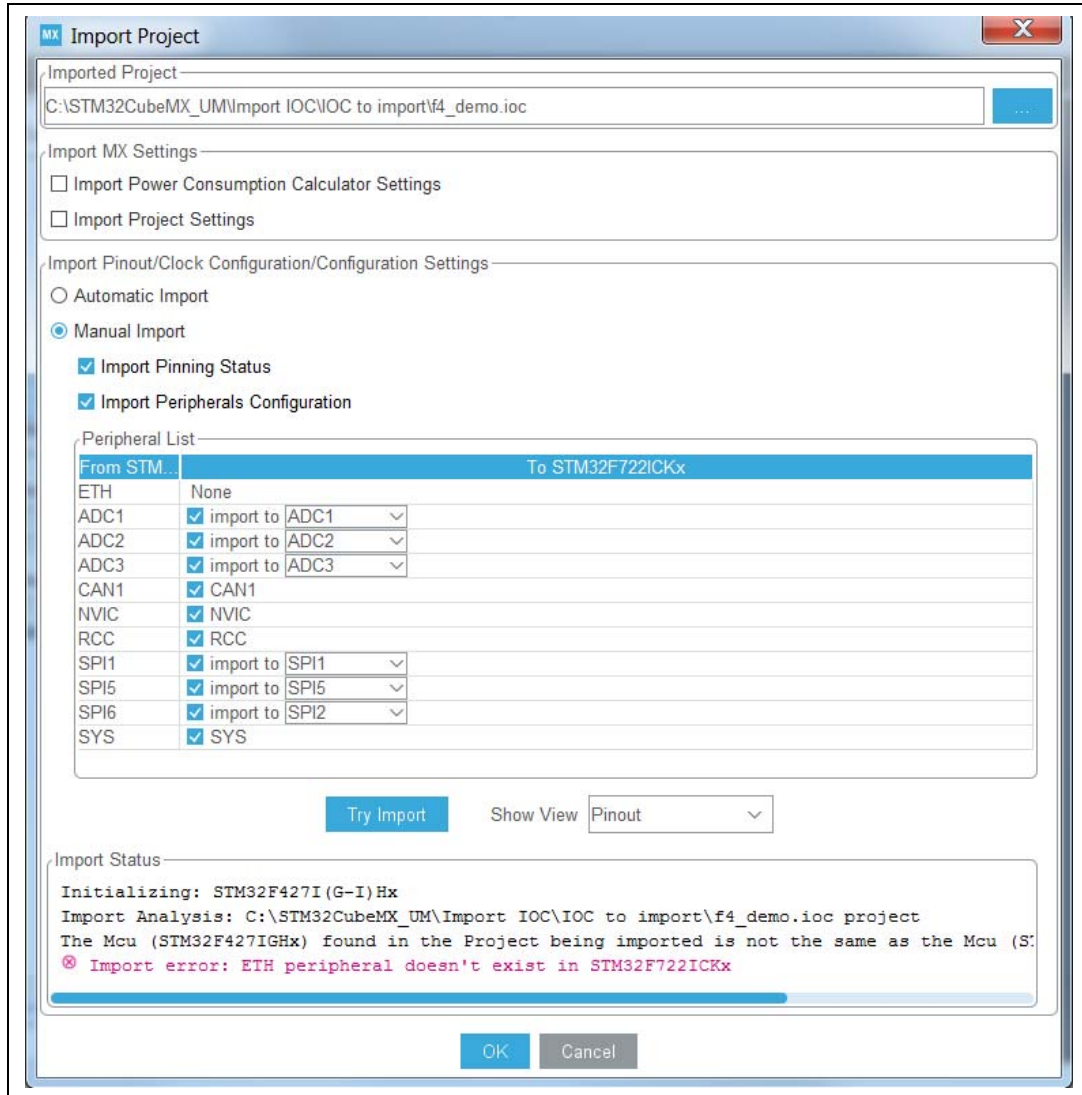 MX Import Project X
Imported Project
C:\STM32CubeMX_UM\Import IOC\IOC to import\f4_demo.ioc ...
Import MX Settings
Import Power Consumption Calculator Settings
Import Project Settings
Import Pinout/Clock Configuration/Configuration Settings
Automatic Import
Manual Import
Import Pinning Status
Import Peripherals Configuration
Peripheral List
From STM... To STM32F722ICKx
ETH None
ADC1 import to ADC1
ADC2 import to ADC2
ADC3 import to ADC3
CAN1 CAN1
NVIC NVIC
RCC RCC
SPI1 import to SPI1
SPI5 import to SPI5
SPI6 import to SPI2
SYS SYS
Try Import Show View Pinout
Import Status
Initializing: STM32F427I(G-I)Hx
Import Analysis: C:\STM32CubeMX_UM\Import IOC\IOC to import\f4_demo.ioc project
The Mcu (STM32F427IGHx) found in the Project being imported is not the same as the Mcu
Import error: ETH peripheral doesn't exist in STM32F722ICKx
OK Cancel